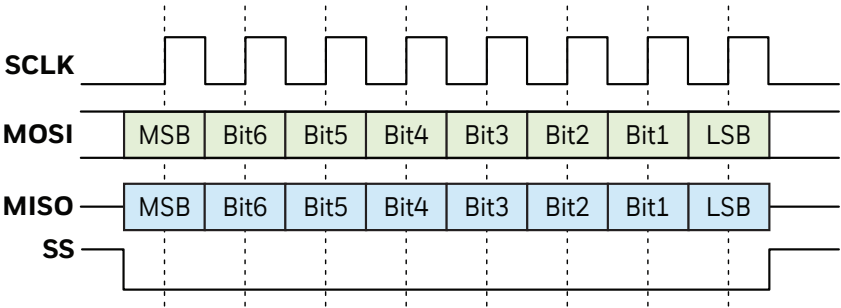 SCLK
MOSI MSB Bit6 Bit5 Bit4 Bit3 Bit2 Bit1 LSB
MISO MSB Bit6 Bit5 Bit4 Bit3 Bit2 Bit1 LSB
SS